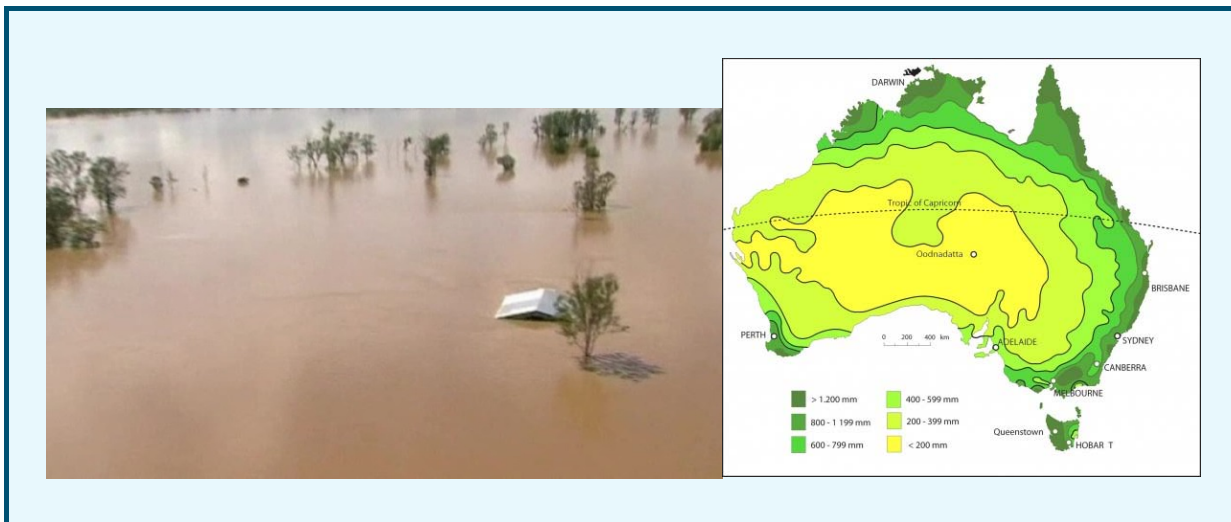 DARWIN
Tropic of Capricorn
Oodnadatta
BRISBANE
PERTH
0 200 400 km
ADELAIDE
SYDNEY
CANBERRA
MELBOURNE
> 1.200 mm
400 - 599 mm
800 - 1 199 mm
200 - 399 mm
600 - 799 mm
< 200 mm
Queenstown
HOBAR T